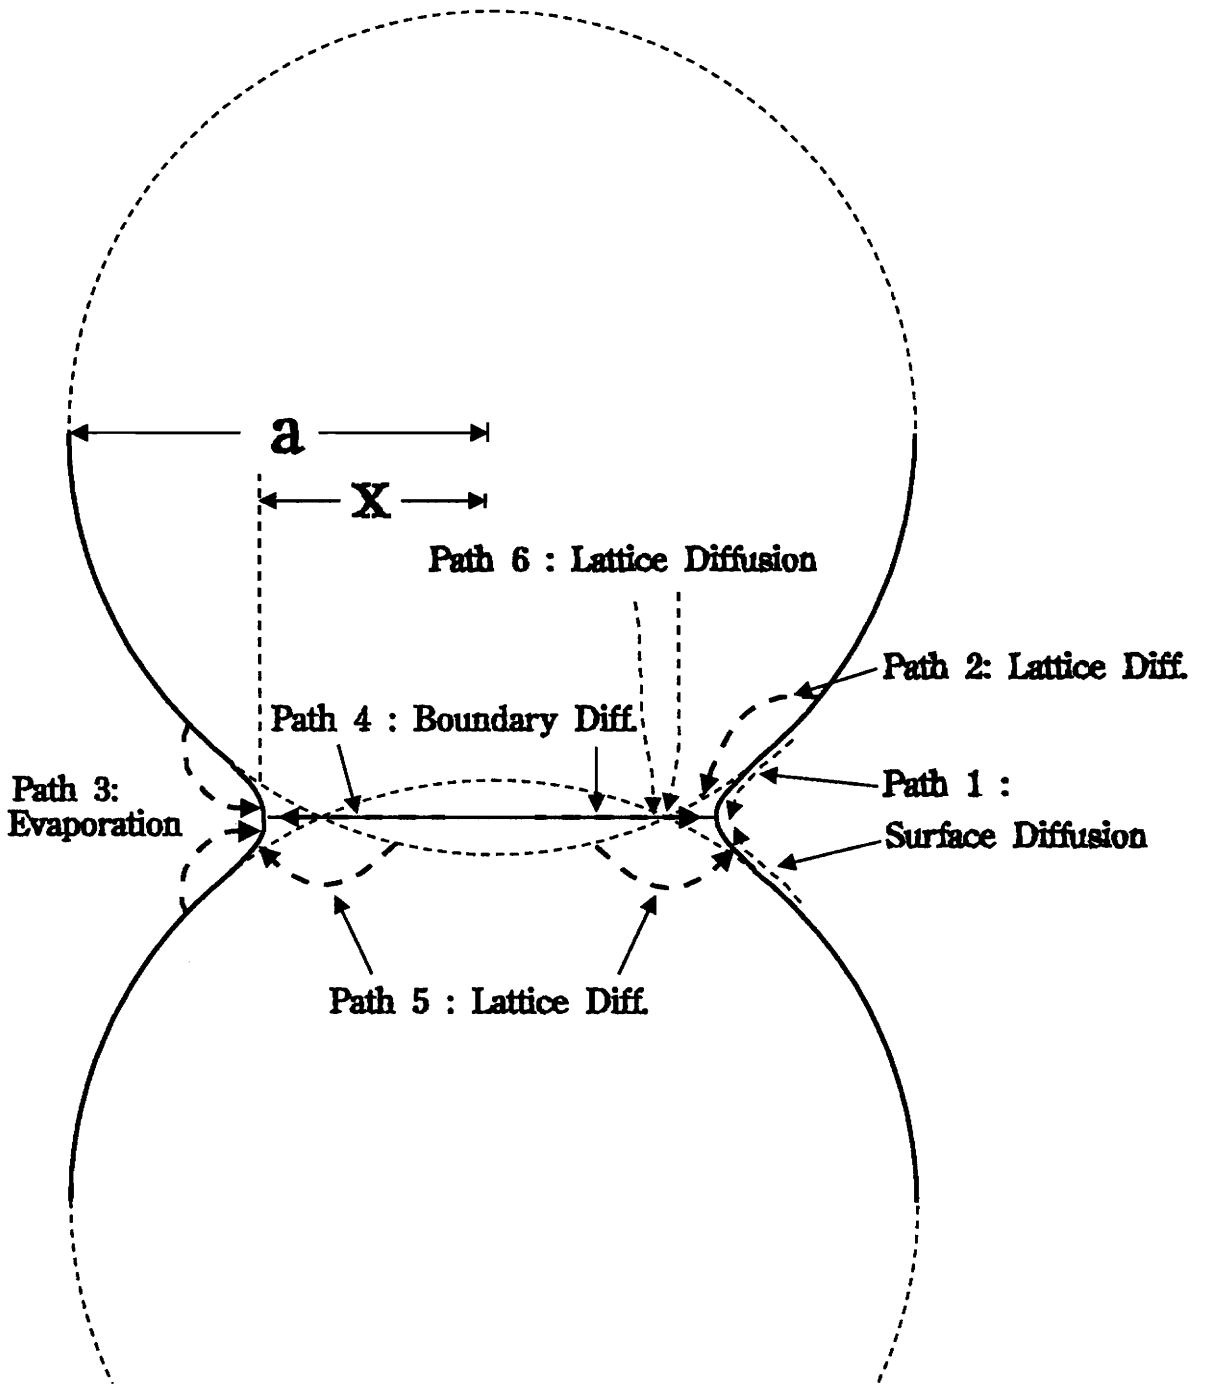 a
x
Path 6 : Lattice Diffusion
Path 2: Lattice Diff.
Path 4 : Boundary Diff.
Path 3:
Evaporation
Path 1 :
Surface Diffusion
Path 5 : Lattice Diff.